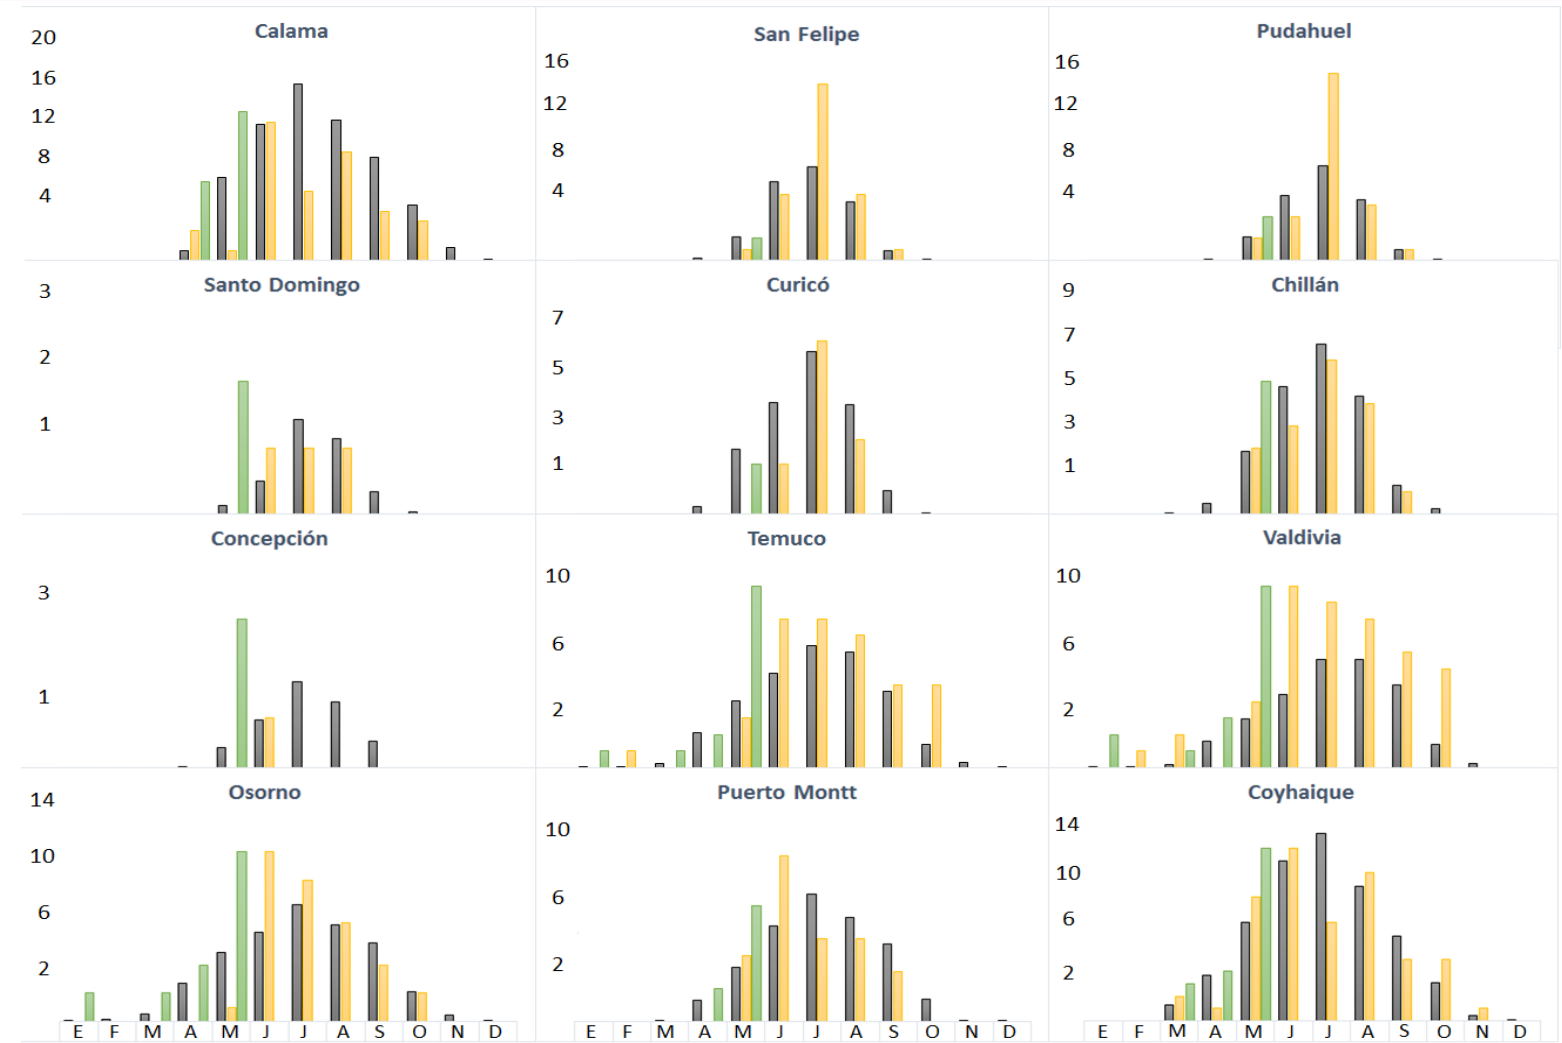 Calama
20
16
12
8
4
San Felipe
16
12
8
4
Pudahuel
16
12
8
4
Santo Domingo
3
2
1
Curicó
7
5
3
1
Chillán
9
7
5
3
1
Concepción
3
1
Temuco
10
6
2
Valdivia
10
6
2
Osorno
14
10
6
2
E F M A M J J A S O N D
Puerto Montt
10
6
2
E F M A M J J A S O N D
Coyhaique
14
10
6
2
E F M A M J J A S O N D